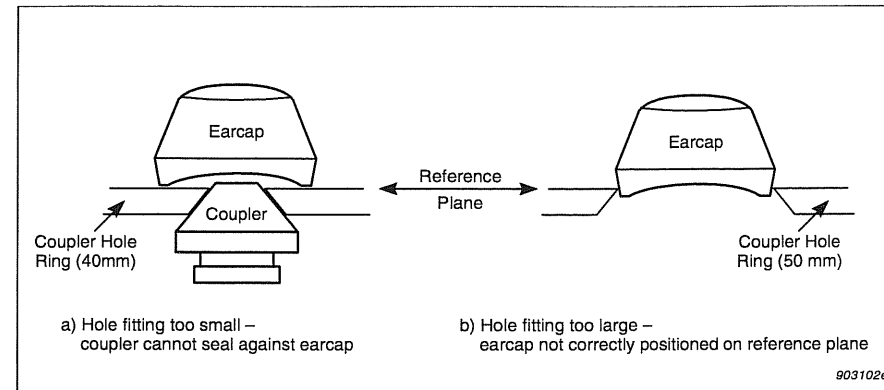 Earcap
Coupler
Coupler Hole
Ring (40mm)
Reference
Plane
Earcap
Coupler Hole
Ring (50 mm)
a) Hole fitting too small –
coupler cannot seal against earcap
b) Hole fitting too large –
earcap not correctly positioned on reference plane
903102e